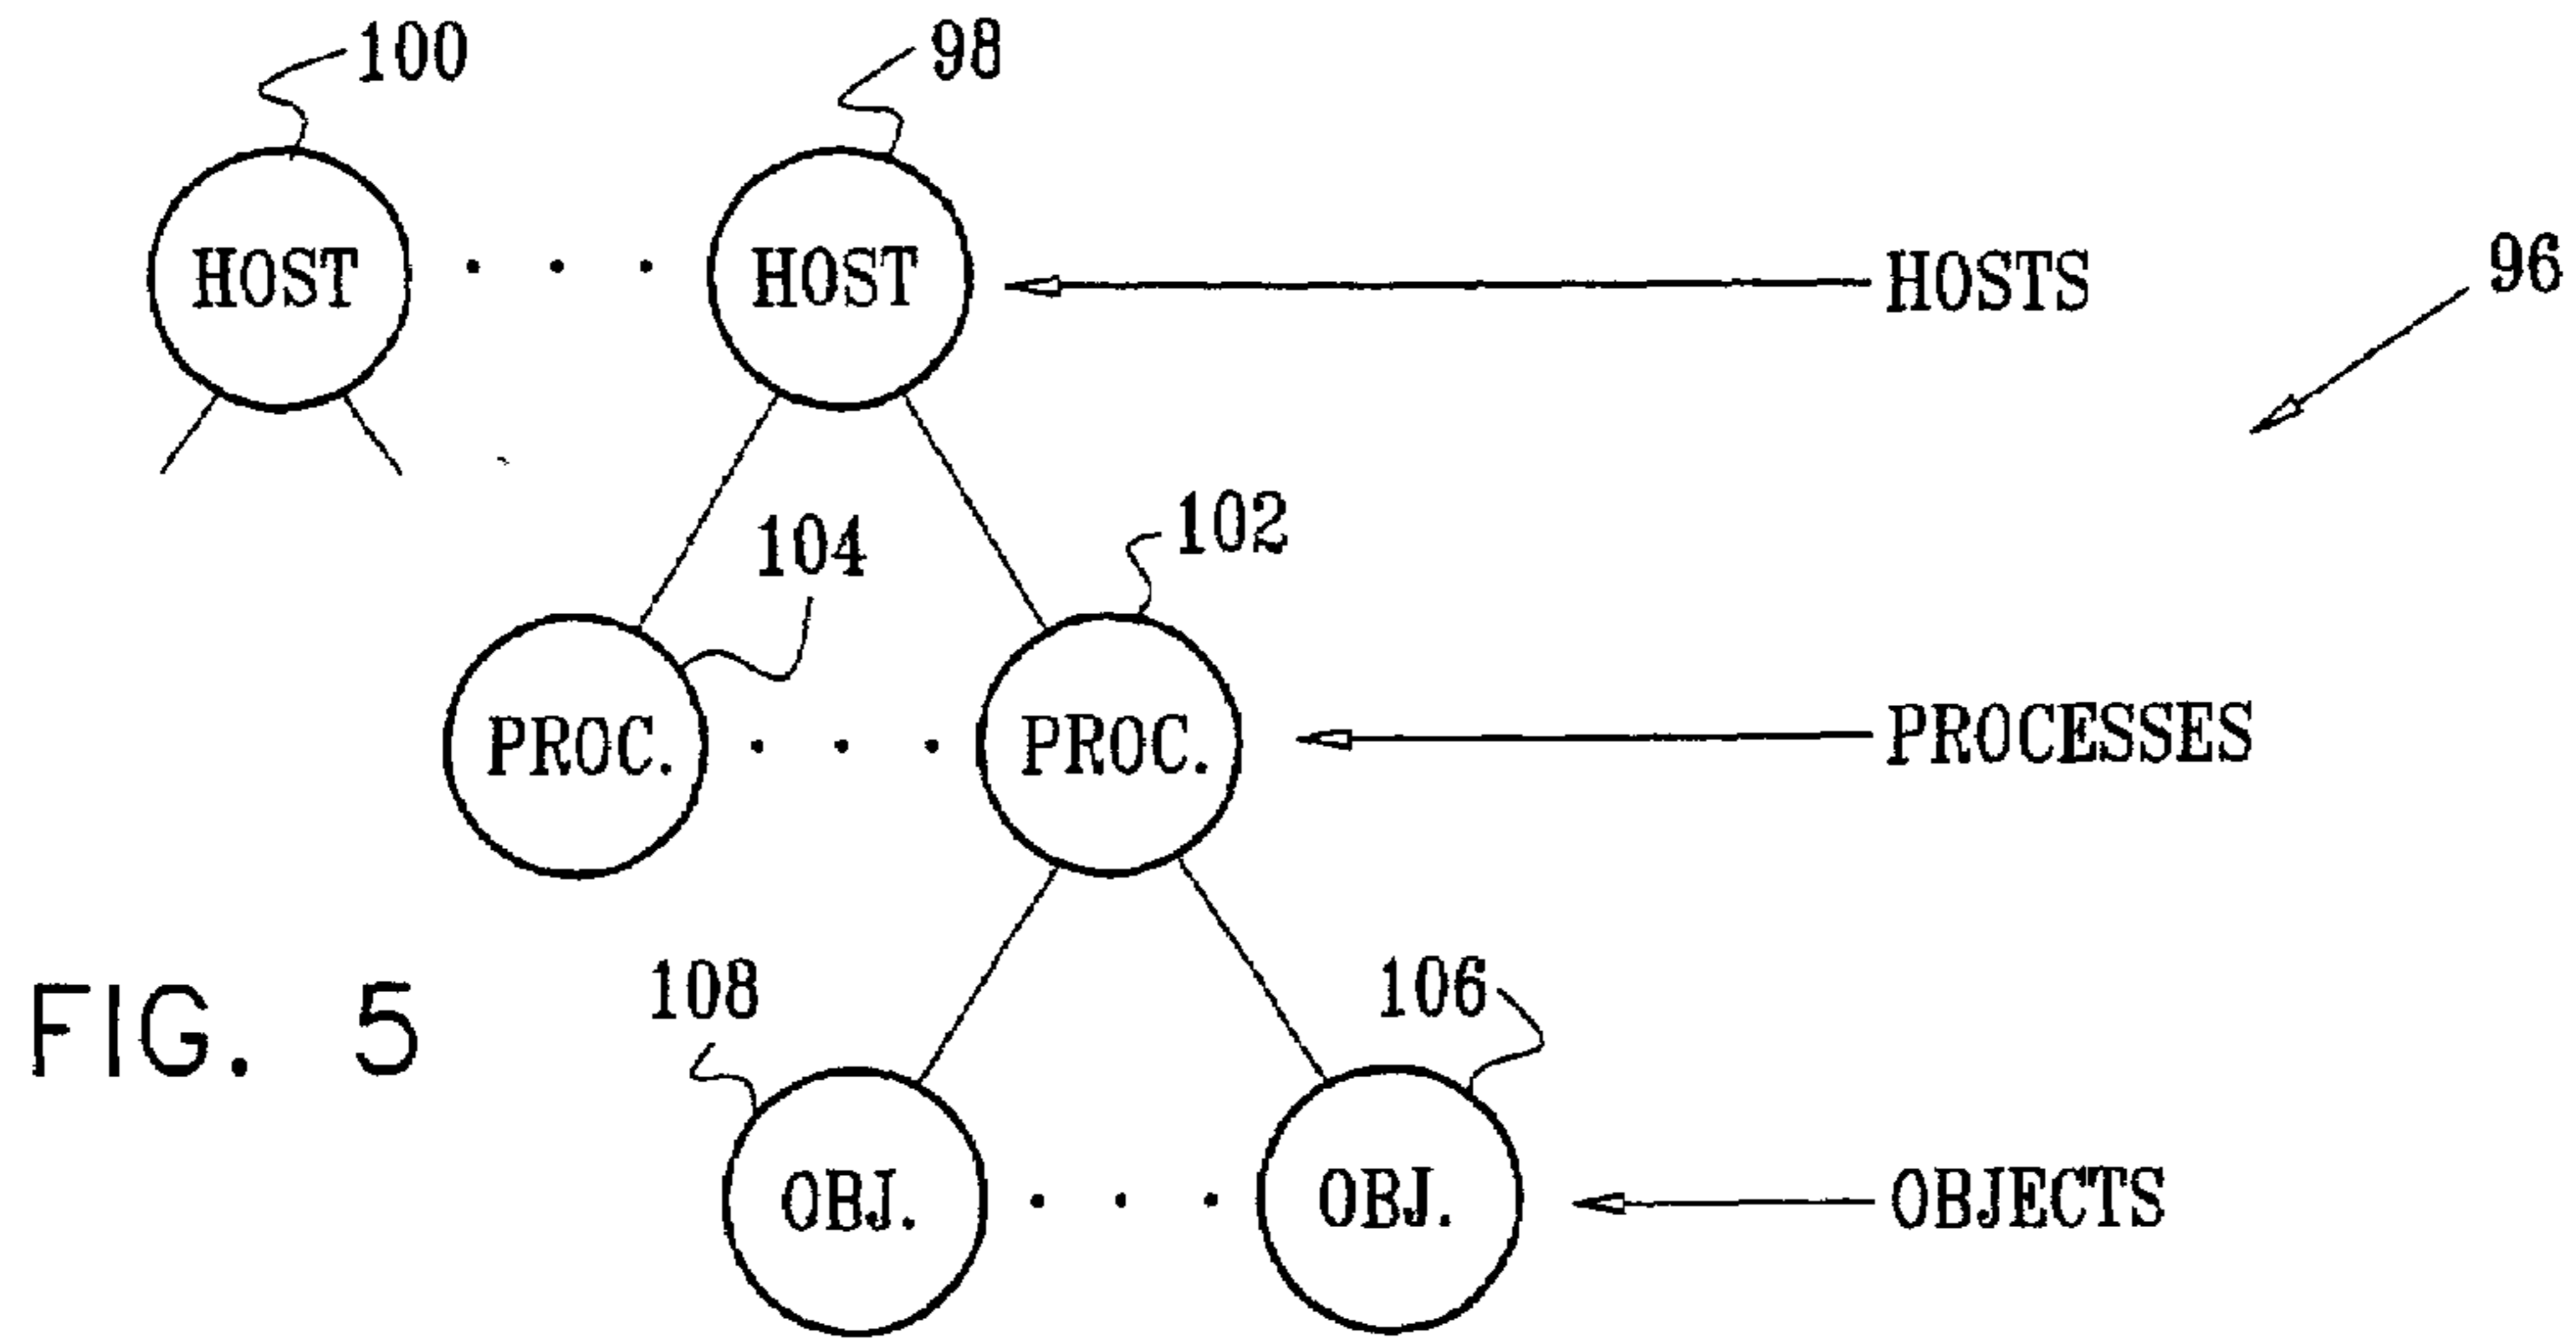 100
98
HOST
HOST
HOSTS
96
104
102
PROC.
PROC.
PROCESSES
FIG. 5
108
106
OBJ.
OBJ.
OBJECTS